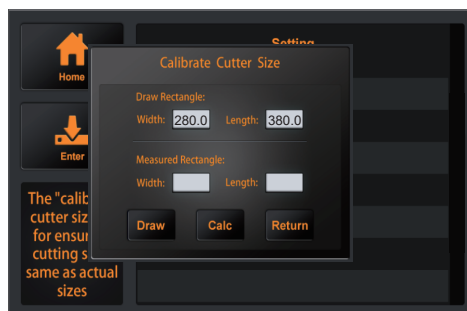 Home
Enter
The "calib
cutter siz
for ensur
cutting s
same as actual
sizes
Setting
Calibrate Cutter Size
Draw Rectangle:
Width: 280.0 Length: 380.0
Measured Rectangle:
Width: Length:
Draw Calc Return